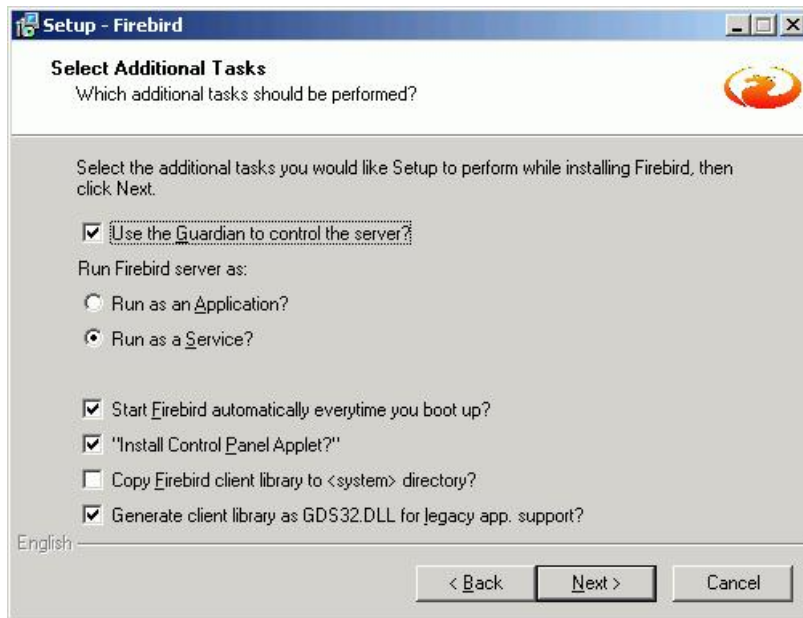 Setup - Firebird
Select Additional Tasks
Which additional tasks should be performed?
Select the additional tasks you would like Setup to perform while installing Firebird, then
click Next.
Use the Guardian to control the server?
Run Firebird server as:
Run as an Application?
Run as a Service?
Start Firebird automatically everytime you boot up?
"Install Control Panel Applet?"
Copy Firebird client library to <system> directory?
Generate client library as GDS32.DLL for legacy app. support?
English
< Back Next > Cancel